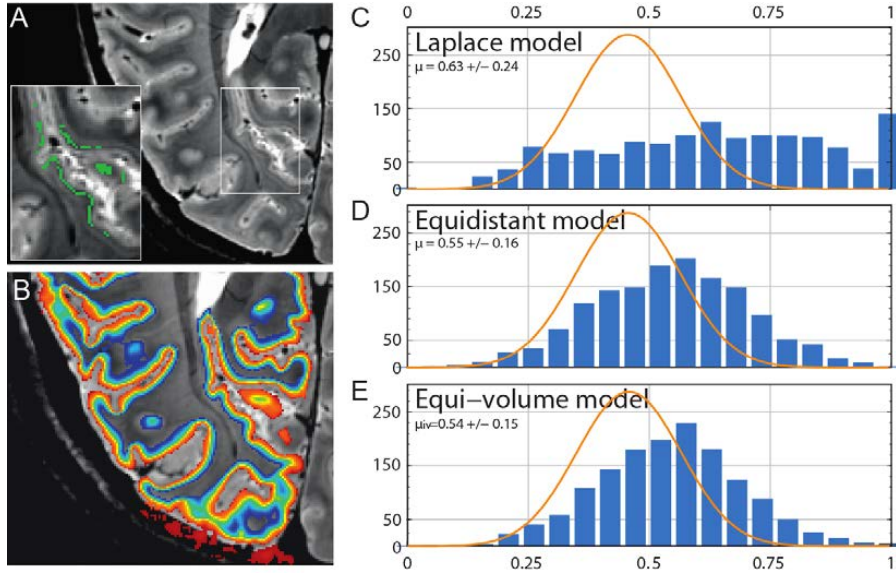 A
B
C
0 0.25 0.5 0.75 1
Laplace model
μ = 0.63 +/− 0.24
250
150
100
50
0
D
Equidistant model
μ = 0.55 +/− 0.16
250
150
50
0
E
Equi−volume model
μiv=0.54 +/− 0.15
250
150
50
0
0 0.25 0.5 0.75 1